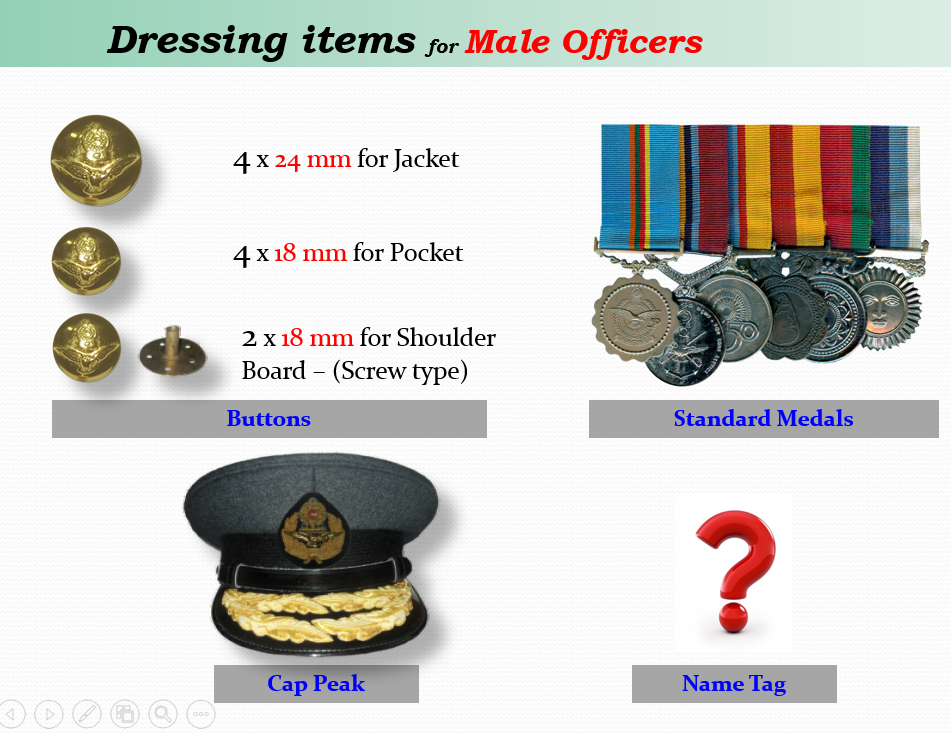 Dressing items for Male Officers
4 x 24 mm for Jacket
4 x 18 mm for Pocket
2 x 18 mm for Shoulder
Board – (Screw type)
Buttons
Standard Medals
Cap Peak
Name Tag